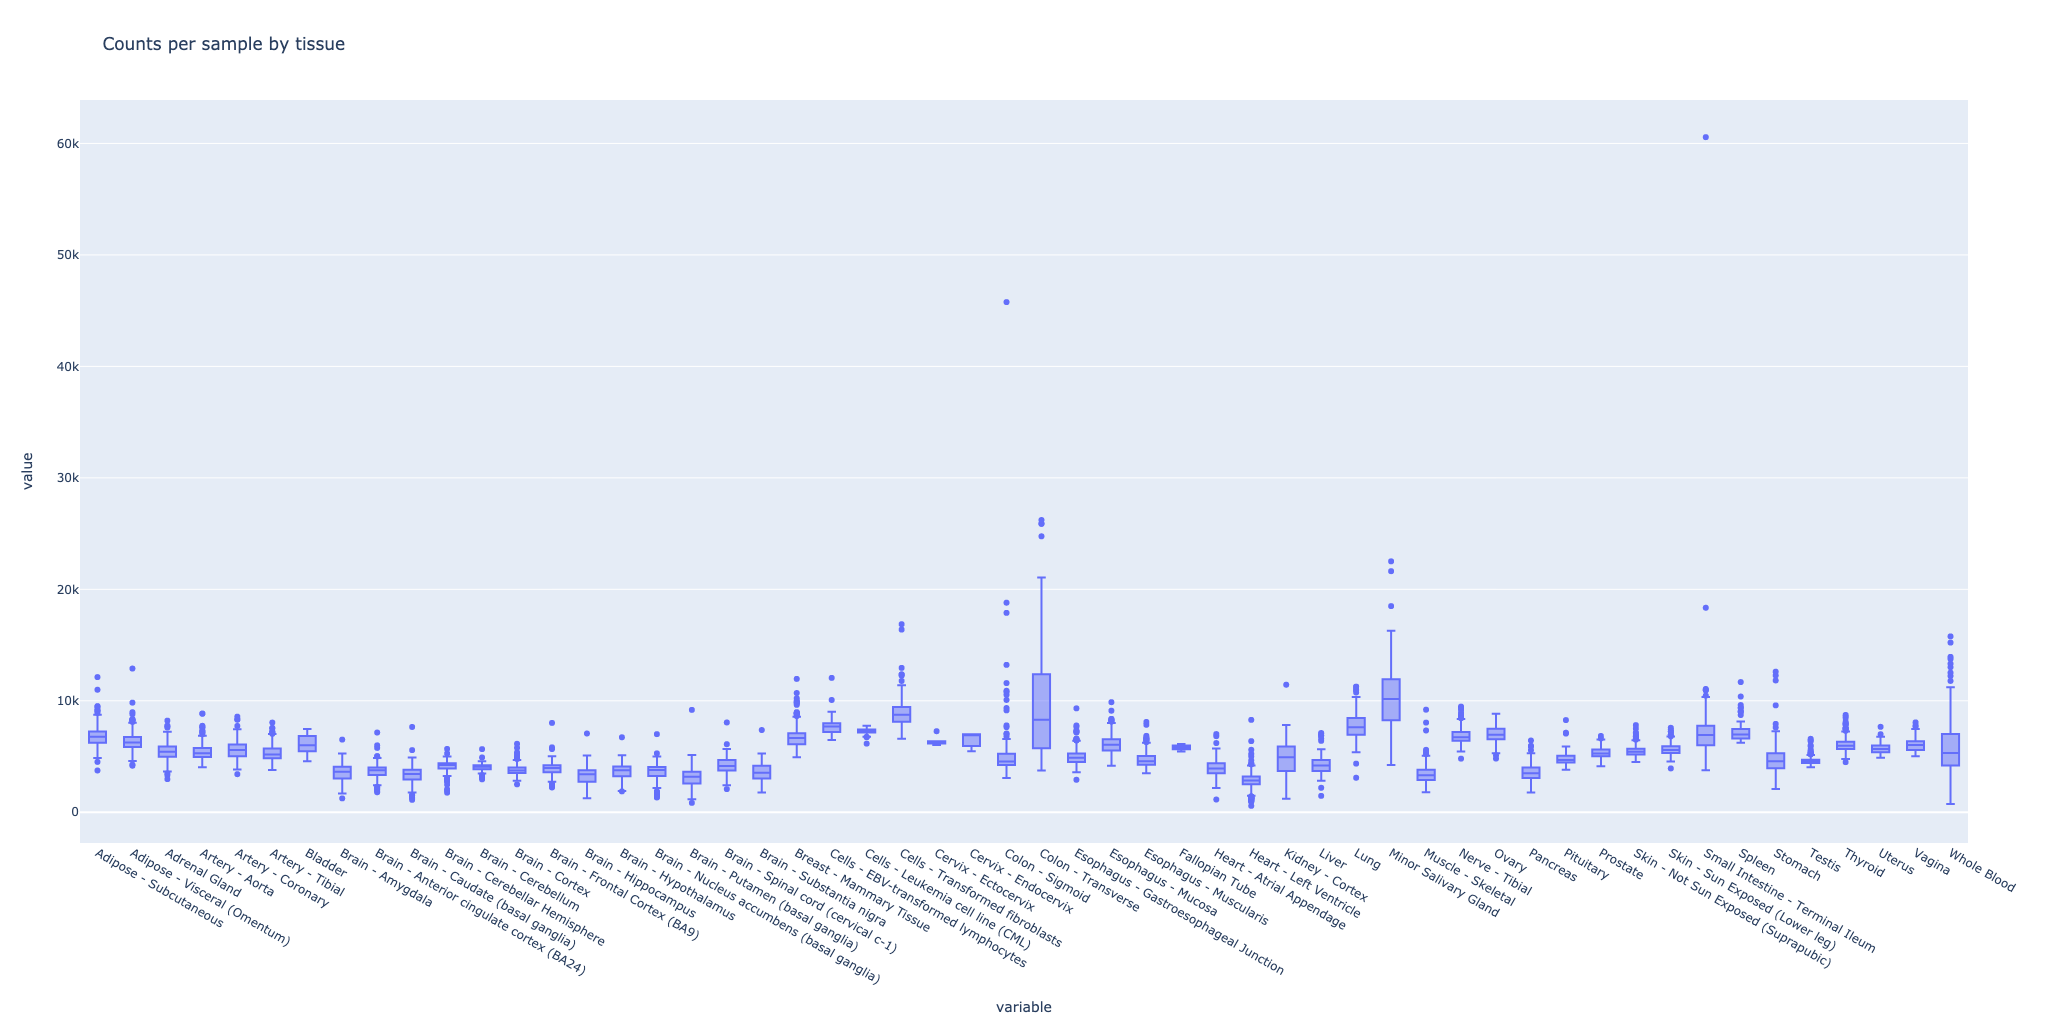 Counts per sample by tissue
60k
50k
40k
30k
20k
10k
0
value
Adipose - Subcutaneous
Adipose - Visceral (Omentum)
Adrenal Gland
Artery - Aorta
Artery - Coronary
Artery - Tibial
Bladder
Brain - Amygdala
Brain - Anterior cingulate cortex (BA24)
Brain - Caudate (basal ganglia)
Brain - Cerebellar Hemisphere
Brain - Cerebellum
Brain - Cortex
Brain - Frontal Cortex (BA9)
Brain - Hippocampus
Brain - Hypothalamus
Brain - Nucleus accumbens (basal ganglia)
Brain - Putamen (basal ganglia)
Brain - Spinal cord (cervical c-1)
Brain - Substantia nigra
Breast - Mammary Tissue
Cells - EBV-transformed lymphocytes
Cells - Leukemia cell line (CML)
Cells - Transformed fibroblasts
Cervix - Ectocervix
Cervix - Endocervix
Colon - Sigmoid
Colon - Transverse
Esophagus - Gastroesophageal Junction
Esophagus - Mucosa
Esophagus - Muscularis
Fallopian Tube
Heart - Atrial Appendage
Heart - Left Ventricle
Kidney - Cortex
Liver
Lung
Minor Salivary Gland
Muscle - Skeletal
Nerve - Tibial
Ovary
Pancreas
Pituitary
Prostate
Skin - Not Sun Exposed (Suprapubic)
Skin - Sun Exposed (Lower leg)
Small Intestine - Terminal Ileum
Spleen
Stomach
Testis
Thyroid
Uterus
Vagina
Whole Blood
variable